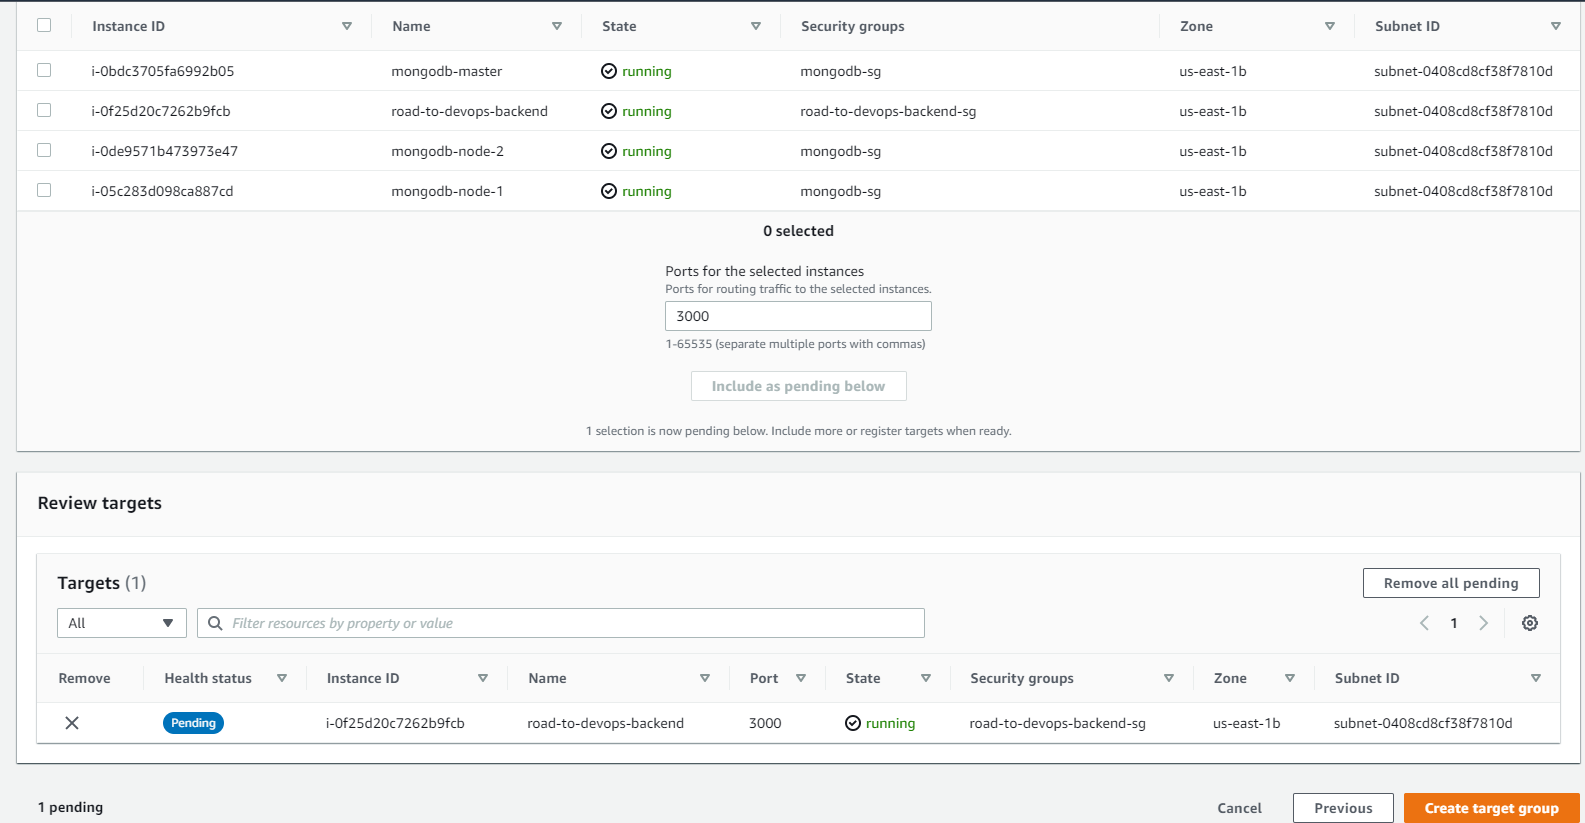 Instance ID Name State Security groups Zone Subnet ID
i-0bdc3705fa6992b05 mongodb-master running mongodb-sg us-east-1b subnet-0408cd8cf38f7810d
i-0f25d20c7262b9fcb road-to-devops-backend running road-to-devops-backend-sg us-east-1b subnet-0408cd8cf38f7810d
i-0de9571b473973e47 mongodb-node-2 running mongodb-sg us-east-1b subnet-0408cd8cf38f7810d
i-05c283d098ca887cd mongodb-node-1 running mongodb-sg us-east-1b subnet-0408cd8cf38f7810d
0 selected
Ports for the selected instances
Ports for routing traffic to the selected instances.
3000
1-65535 (separate multiple ports with commas)
Include as pending below
1 selection is now pending below. Include more or register targets when ready.
Review targets
Targets (1) Remove all pending
All Filter resources by property or value 1
Remove Health status Instance ID Name Port State Security groups Zone Subnet ID
Pending i-0f25d20c7262b9fcb road-to-devops-backend 3000 running road-to-devops-backend-sg us-east-1b subnet-0408cd8cf38f7810d
1 pending Cancel Previous Create target group